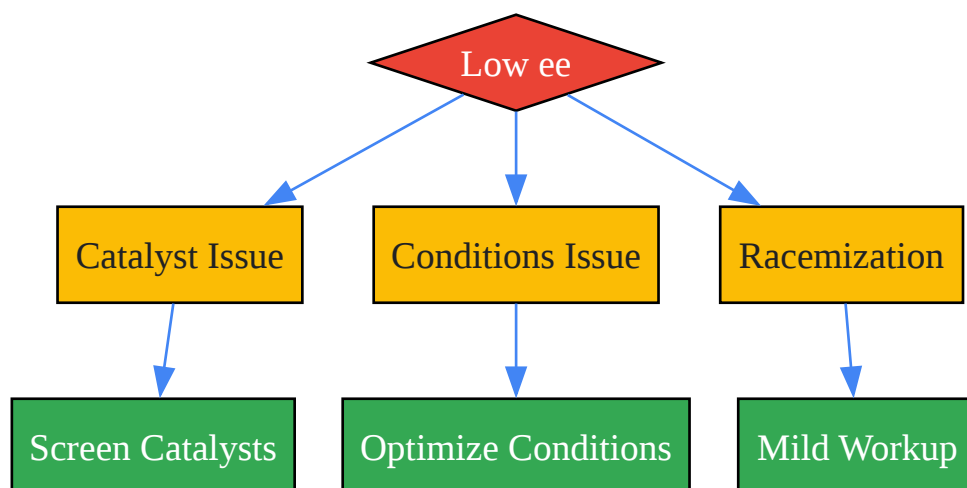 Low ee
Catalyst Issue
Conditions Issue
Racemization
Screen Catalysts
Optimize Conditions
Mild Workup